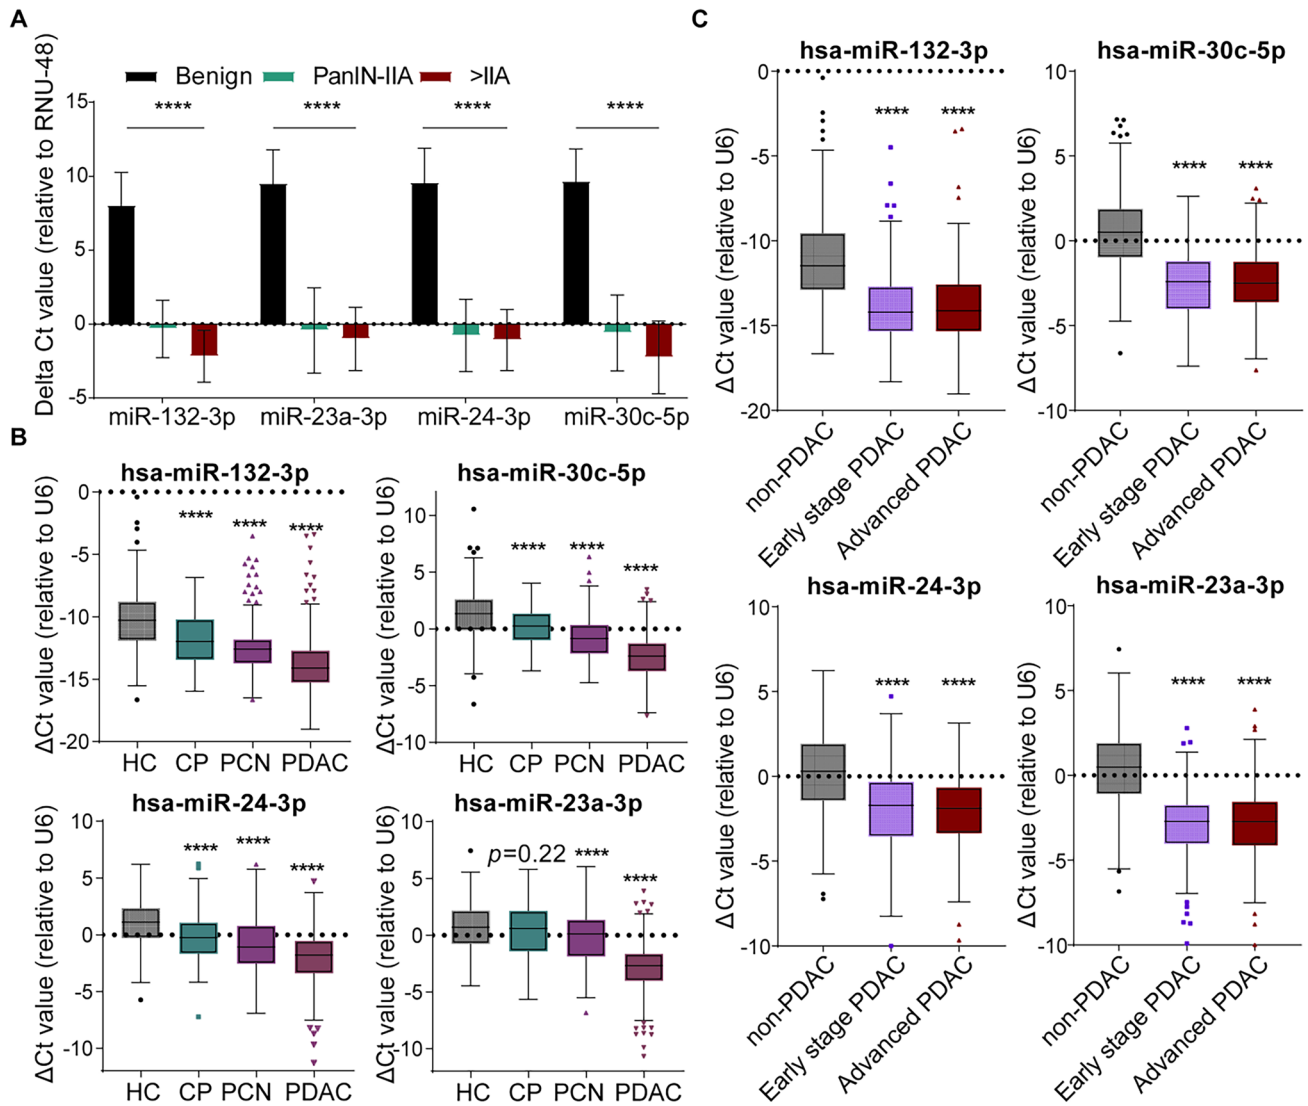 A
Benign PanIN-IIA >IIA
Delta Ct value (relative to RNU-48)
15
10
5
0
-5
**** **** **** ****
miR-132-3p miR-23a-3p miR-24-3p miR-30c-5p
B
hsa-miR-132-3p
ΔCt value (relative to U6)
0
-5
-10
-15
-20
**** **** ****
HC CP PCN PDAC
hsa-miR-30c-5p
ΔCt value (relative to U6)
10
5
0
-5
-10
**** **** ****
HC CP PCN PDAC
hsa-miR-24-3p
ΔCt value (relative to U6)
10
5
0
-5
-10
**** **** ****
HC CP PCN PDAC
hsa-miR-23a-3p
ΔCt value (relative to U6)
10
5
0
-5
-10
p=0.22 **** ****
HC CP PCN PDAC
C
hsa-miR-132-3p
ΔCt value (relative to U6)
0
-5
-10
-15
-20
**** ****
non-PDAC
Early stage PDAC
Advanced PDAC
hsa-miR-30c-5p
ΔCt value (relative to U6)
10
5
0
-5
-10
**** ****
non-PDAC
Early stage PDAC
Advanced PDAC
hsa-miR-24-3p
ΔCt value (relative to U6)
10
5
0
-5
-10
**** ****
non-PDAC
Early stage PDAC
Advanced PDAC
hsa-miR-23a-3p
ΔCt value (relative to U6)
10
5
0
-5
-10
**** ****
non-PDAC
Early stage PDAC
Advanced PDAC